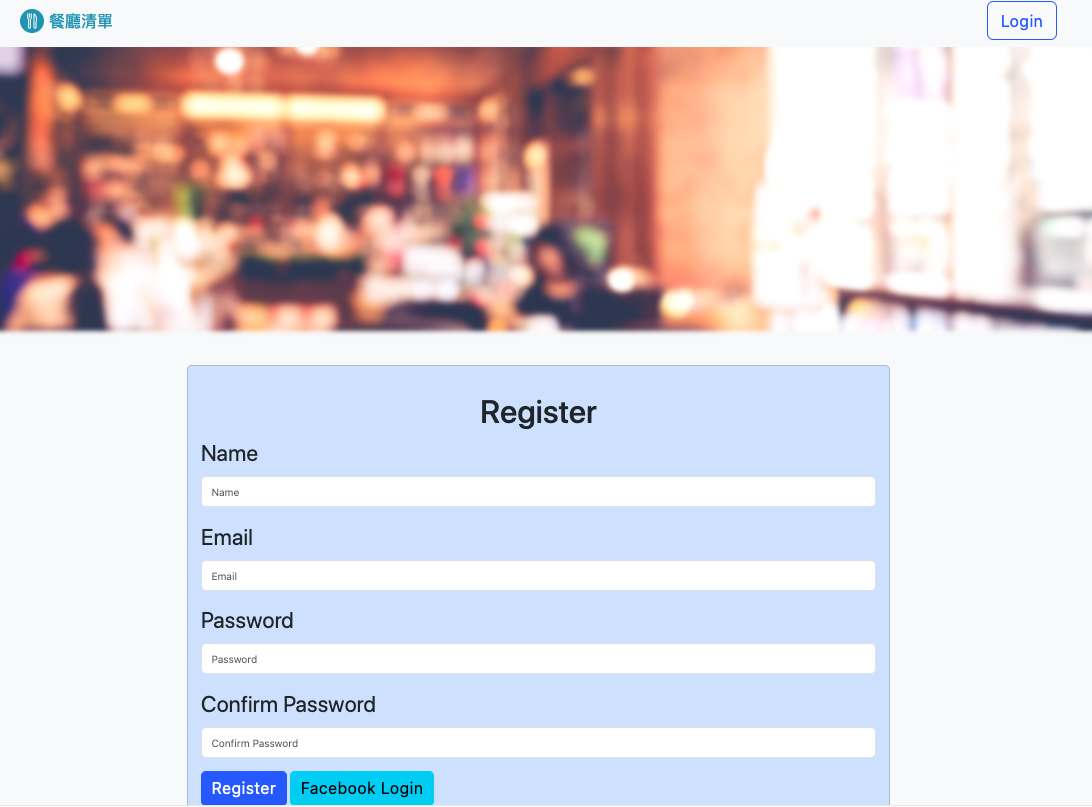 餐廳清單
Login
Register
Name
Name
Email
Email
Password
Password
Confirm Password
Confirm Password
Register Facebook Login